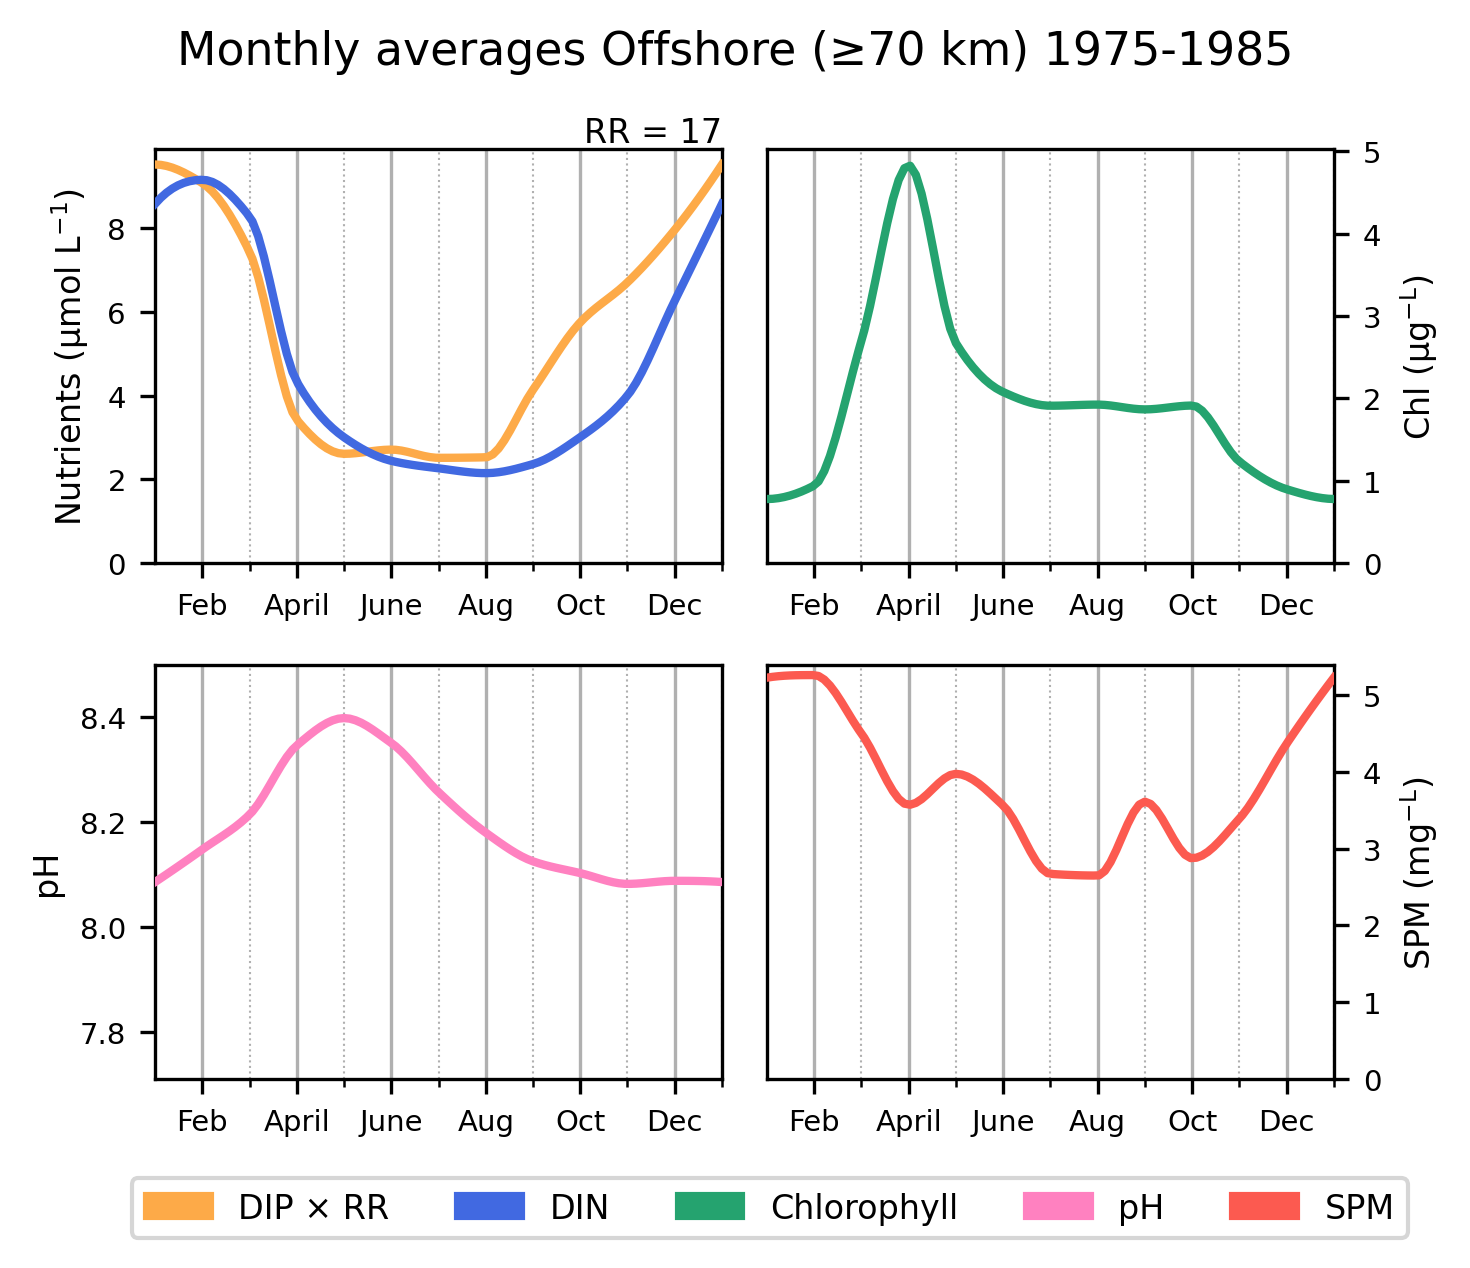 Monthly averages Offshore (≥70 km) 1975-1985
RR = 17
Nutrients (µmol L⁻¹)
8
6
4
2
0
Feb April June Aug Oct Dec
5
4
3
2
1
0
Chl (µg⁻ᴸ)
Feb April June Aug Oct Dec
pH
8.4
8.2
8.0
7.8
Feb April June Aug Oct Dec
5
4
3
2
1
0
SPM (mg⁻ᴸ)
Feb April June Aug Oct Dec
DIP × RR DIN Chlorophyll pH SPM